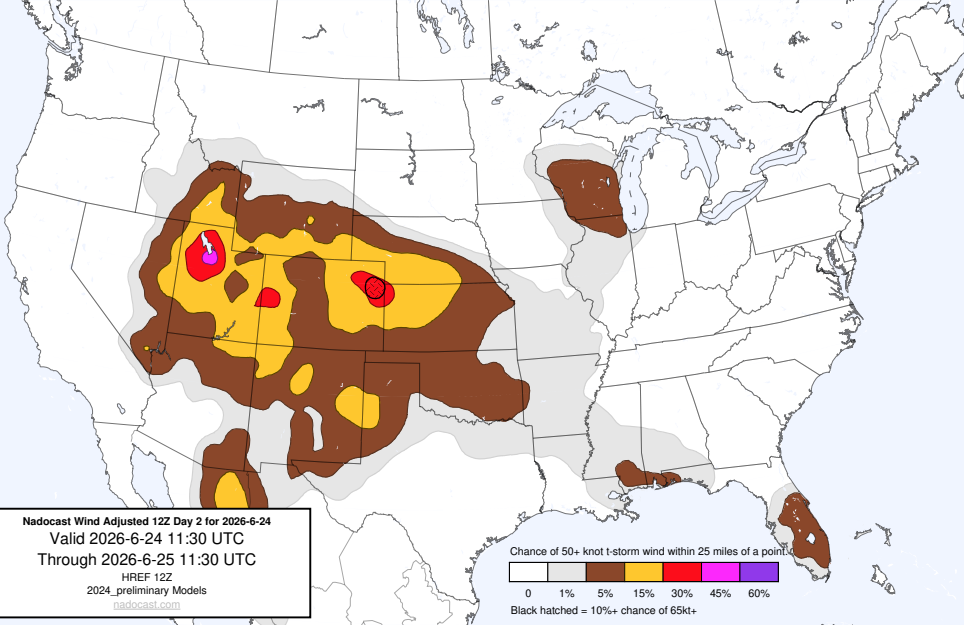 Nadocast Wind Adjusted 12Z Day 2 for 2026-6-24
Valid 2026-6-24 11:30 UTC
Through 2026-6-25 11:30 UTC
HREF 12Z
2024_preliminary Models
nadocast.com
Chance of 50+ knot t-storm wind within 25 miles of a point.
0 1% 5% 15% 30% 45% 60%
Black hatched = 10%+ chance of 65kt+